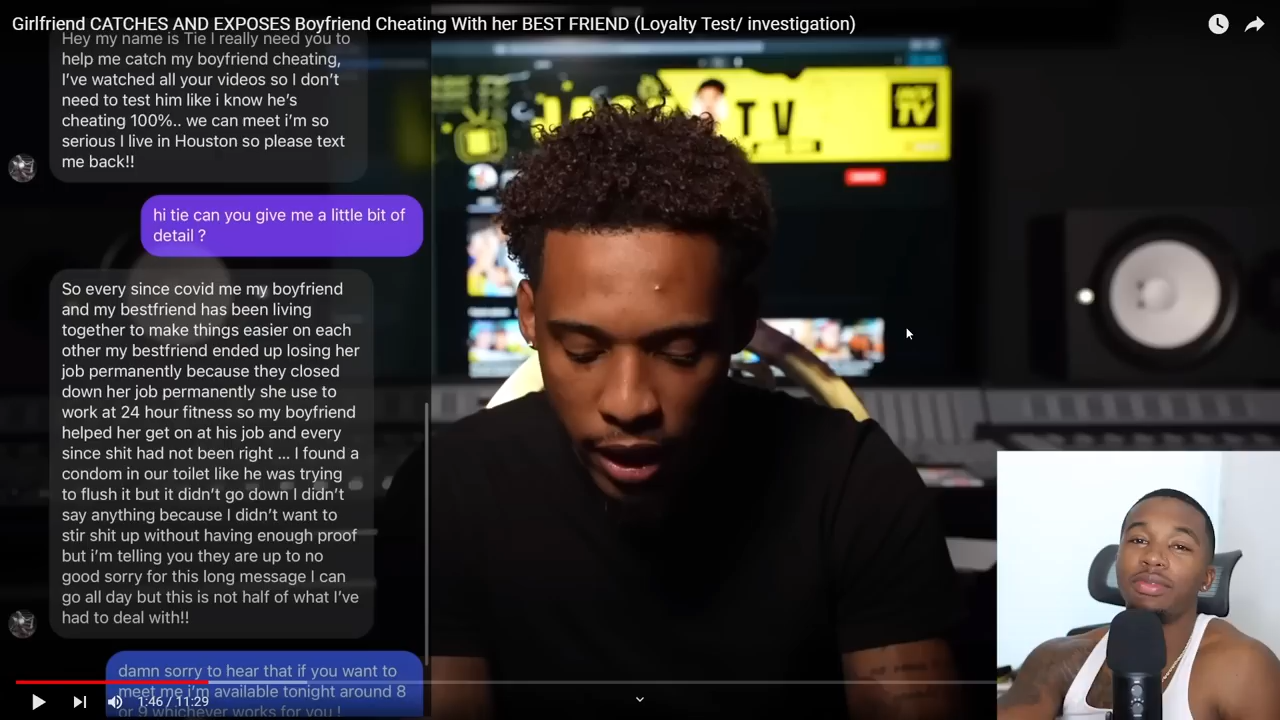 Girlfriend CATCHES AND EXPOSES Boyfriend Cheating With her BEST FRIEND (Loyalty Test/ investigation)
Hey my name is Tie I really need you to
help me catch my boyfriend cheating,
I've watched all your videos so I don't
need to test him like i know he's
cheating 100%.. we can meet i'm so
serious I live in Houston so please text
me back!!
hi tie can you give me a little bit of
detail ?
So every since covid me my boyfriend
and my bestfriend has been living
together to make things easier on each
other my bestfriend ended up losing her
job permanently because they closed
down her job permanently she use to
work at 24 hour fitness so my boyfriend
helped her get on at his job and every
since shit had not been right ... I found a
condom in our toilet like he was trying
to flush it but it didn't go down I didn't
say anything because I didn't want to
stir shit up without having enough proof
but i'm telling you they are up to no
good sorry for this long message I can
go all day but this is not half of what I've
had to deal with!!
damn sorry to hear that if you want to
meet me i'm available tonight around 8
or 9 whichever works for you !
1:46 / 11:29
TV
TV